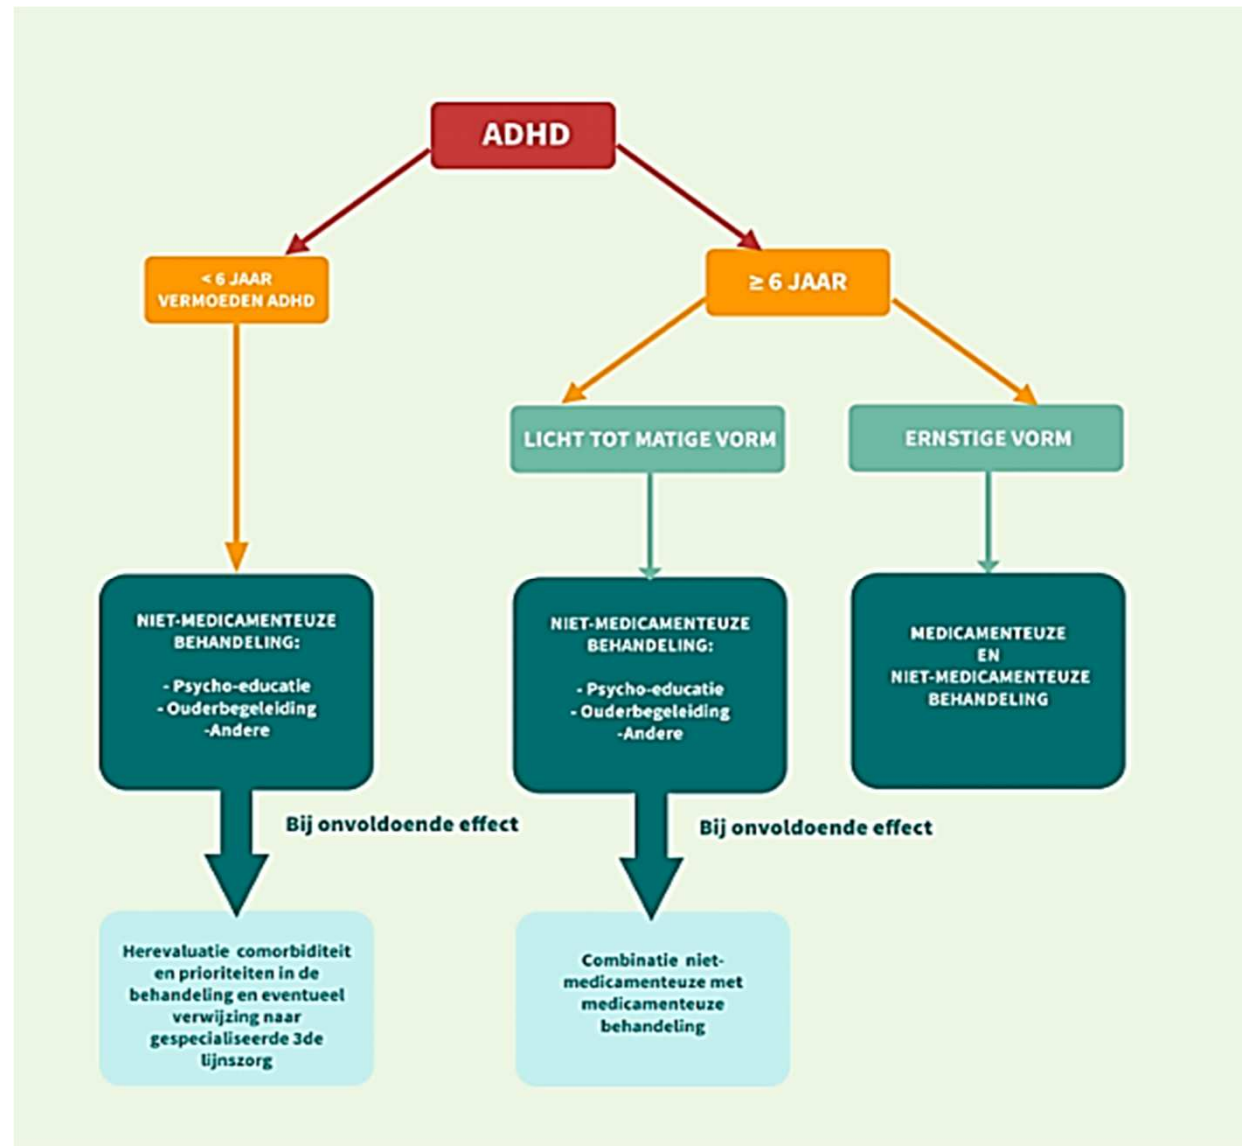 ADHD
< 6 JAAR
VERMOEDEN ADHD
≥ 6 JAAR
LICHT TOT MATIGE VORM
ERNSTIGE VORM
NIET-MEDICAMENTEUZE
BEHANDELING:
- Psycho-educatie
- Ouderbegeleiding
-Andere
NIET-MEDICAMENTEUZE
BEHANDELING:
- Psycho-educatie
- Ouderbegeleiding
-Andere
MEDICAMENTEUZE
EN
NIET-MEDICAMENTEUZE
BEHANDELING
Bij onvoldoende effect
Bij onvoldoende effect
Herevaluatie comorbiditeit
en prioriteiten in de
behandeling en eventueel
verwijzing naar
gespecialiseerde 3de
lijnszorg
Combinatie niet-
medicamenteuze met
medicamenteuze
behandeling